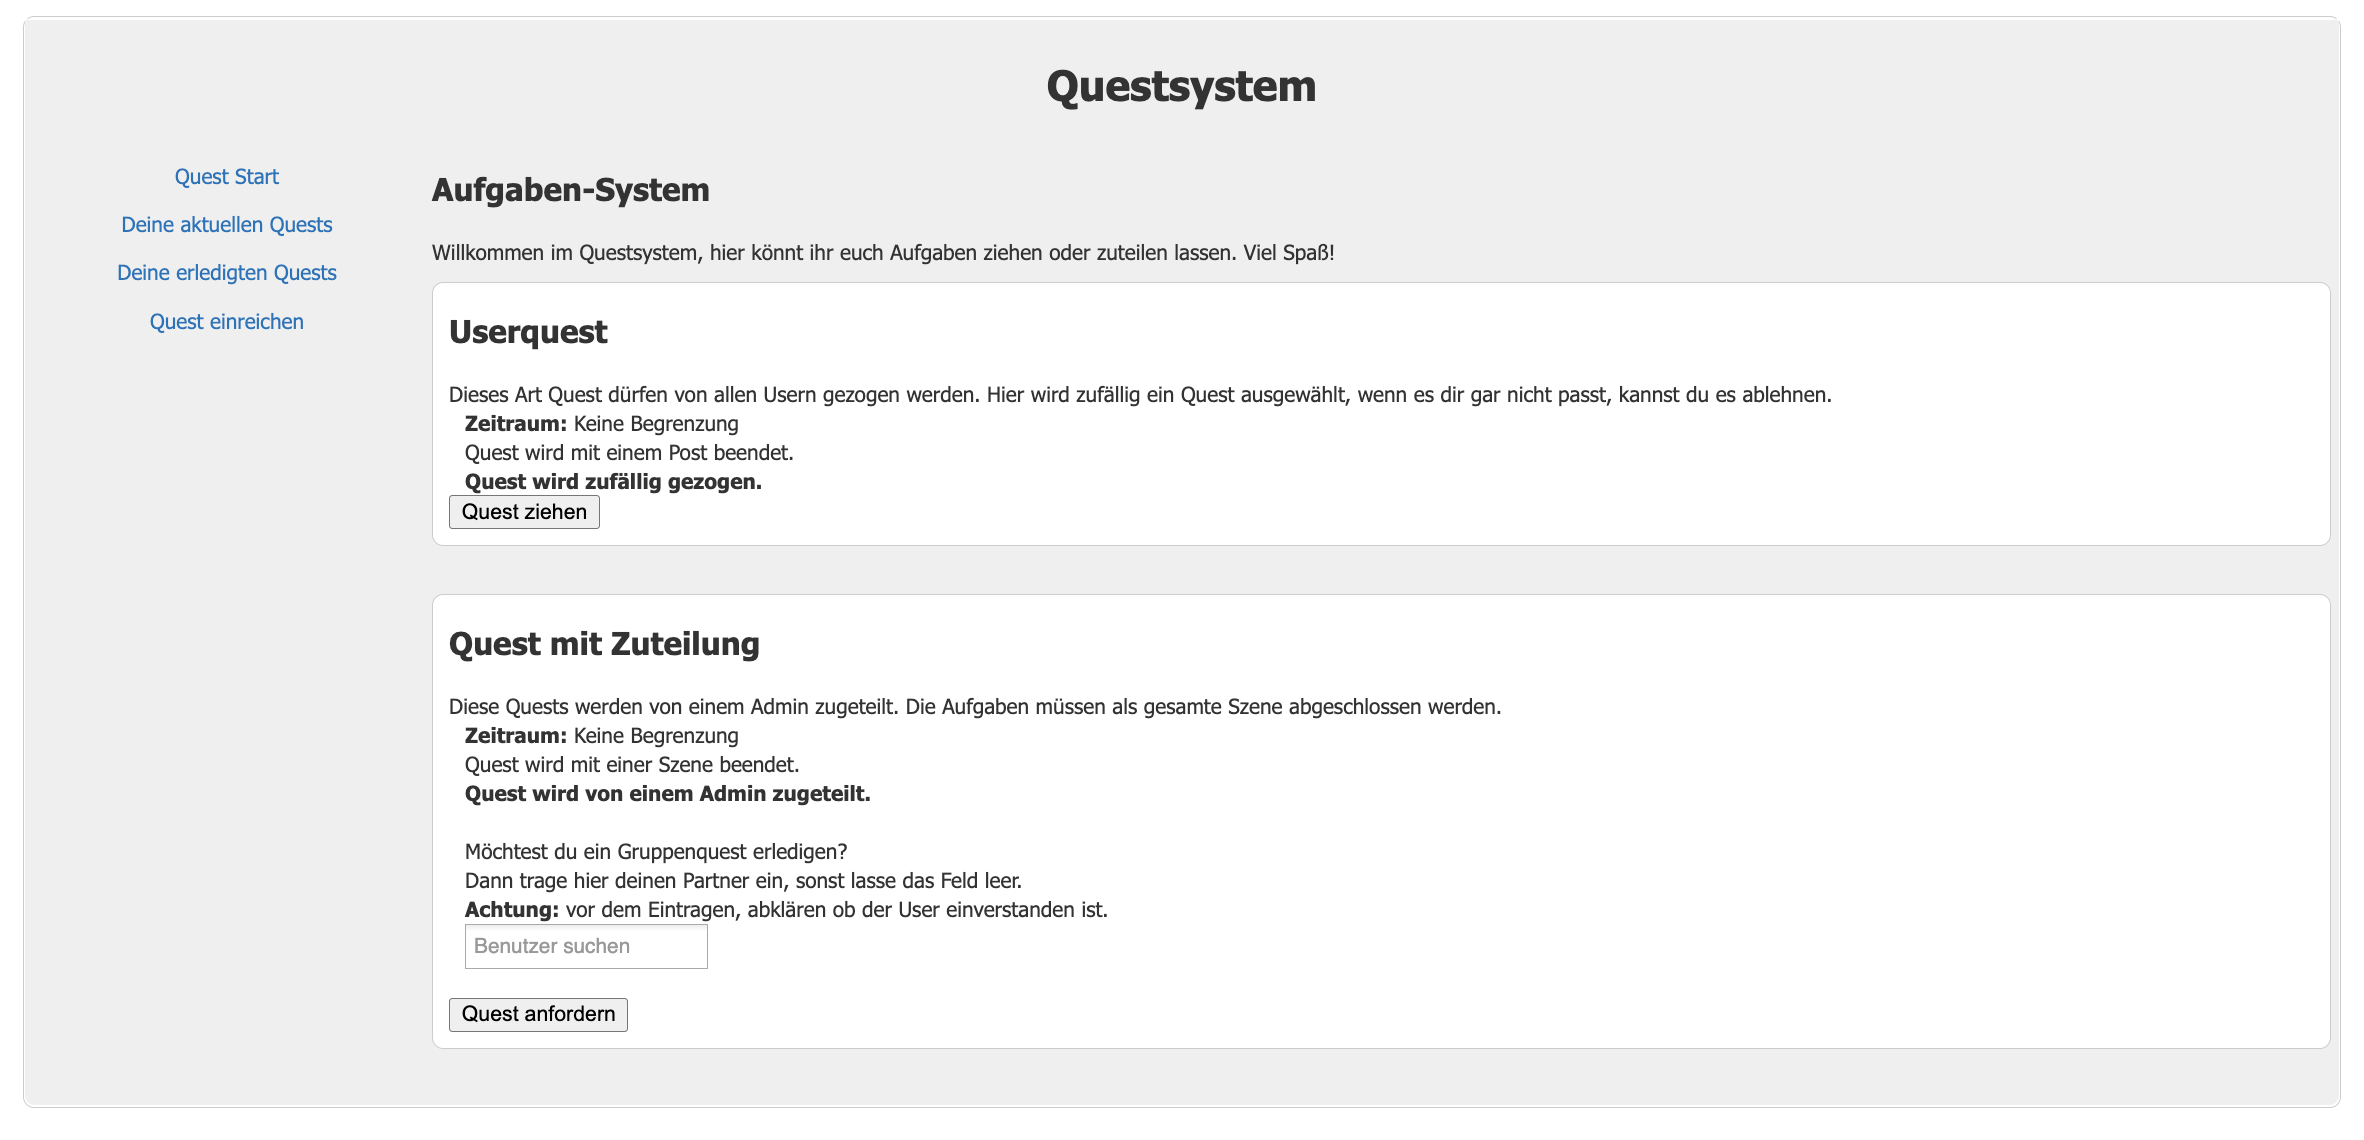 Questsystem
Quest Start
Deine aktuellen Quests
Deine erledigten Quests
Quest einreichen
Aufgaben-System
Willkommen im Questsystem, hier könnt ihr euch Aufgaben ziehen oder zuteilen lassen. Viel Spaß!
Userquest
Dieses Art Quest dürfen von allen Usern gezogen werden. Hier wird zufällig ein Quest ausgewählt, wenn es dir gar nicht passt, kannst du es ablehnen.
Zeitraum: Keine Begrenzung
Quest wird mit einem Post beendet.
Quest wird zufällig gezogen.
Quest ziehen
Quest mit Zuteilung
Diese Quests werden von einem Admin zugeteilt. Die Aufgaben müssen als gesamte Szene abgeschlossen werden.
Zeitraum: Keine Begrenzung
Quest wird mit einer Szene beendet.
Quest wird von einem Admin zugeteilt.
Möchtest du ein Gruppenquest erledigen?
Dann trage hier deinen Partner ein, sonst lasse das Feld leer.
Achtung: vor dem Eintragen, abklären ob der User einverstanden ist.
Benutzer suchen
Quest anfordern